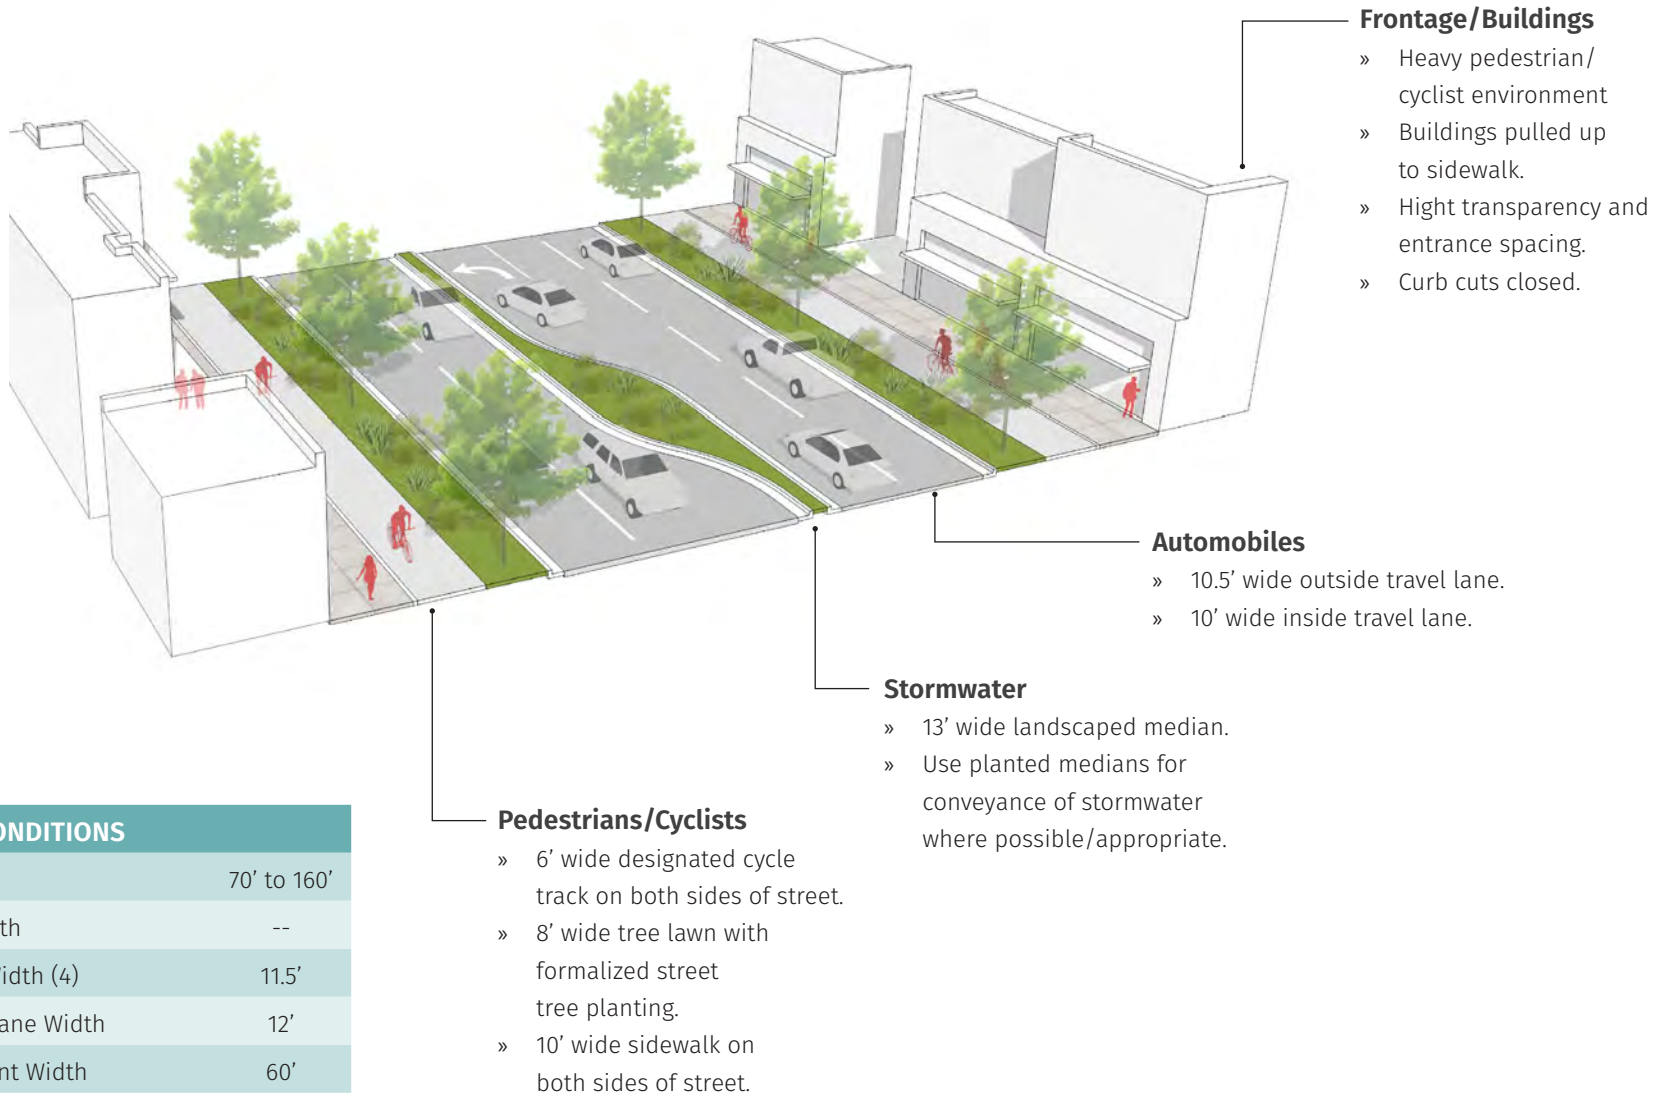 Frontage/Buildings
» Heavy pedestrian/
cyclist environment
» Buildings pulled up
to sidewalk.
» Hight transparency and
entrance spacing.
» Curb cuts closed.
Automobiles
» 10.5’ wide outside travel lane.
» 10’ wide inside travel lane.
Stormwater
» 13’ wide landscaped median.
» Use planted medians for
conveyance of stormwater
where possible/appropriate.
Pedestrians/Cyclists
» 6’ wide designated cycle
track on both sides of street.
» 8’ wide tree lawn with
formalized street
tree planting.
» 10’ wide sidewalk on
both sides of street.
70’ to 160’
--
(4) 11.5’
Width 12’
Width 60’